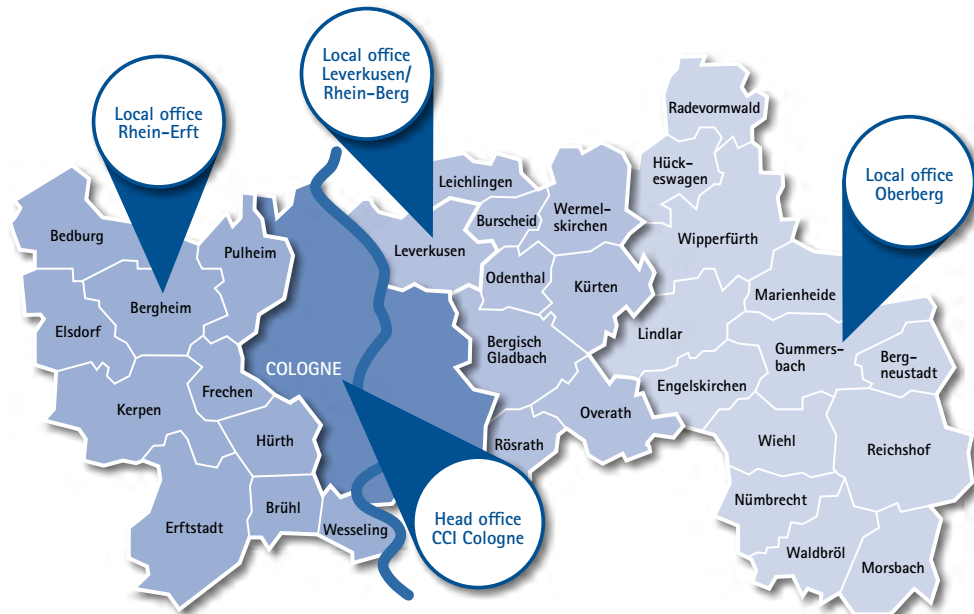 Local office
Leverkusen/
Rhein-Berg
Local office
Rhein-Erft
Radevormwald
Hück-
eswagen
Local office
Oberberg
Leichlingen
Burscheid
Wermel-
skirchen
Bedburg
Pulheim
Leverkusen
Wipperfürth
Odenthal
Kürten
Marienheide
Bergheim
Elsdorf
Lindlar
Bergisch
Gladbach
Gummers-
bach
Berg-
neustadt
COLOGNE
Frechen
Engelskirchen
Kerpen
Overath
Hürth
Rösrath
Wiehl
Reichshof
Nümbrecht
Brühl
Erftstadt
Wesseling
Head office
CCI Cologne
Waldbröl
Morsbach